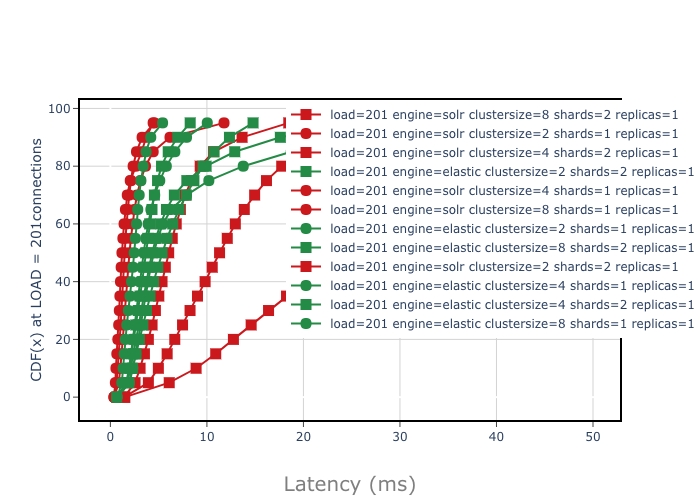 100
80
60
40
20
0
CDF(x) at LOAD = 201connections
load=201 engine=solr clustersize=8 shards=2 replicas=1
load=201 engine=solr clustersize=2 shards=1 replicas=1
load=201 engine=solr clustersize=4 shards=2 replicas=1
load=201 engine=elastic clustersize=2 shards=2 replicas=1
load=201 engine=solr clustersize=4 shards=1 replicas=1
load=201 engine=solr clustersize=8 shards=1 replicas=1
load=201 engine=elastic clustersize=2 shards=1 replicas=1
load=201 engine=elastic clustersize=8 shards=2 replicas=1
load=201 engine=solr clustersize=2 shards=2 replicas=1
load=201 engine=elastic clustersize=4 shards=1 replicas=1
load=201 engine=elastic clustersize=4 shards=2 replicas=1
load=201 engine=elastic clustersize=8 shards=1 replicas=1
0 10 20 30 40 50
Latency (ms)